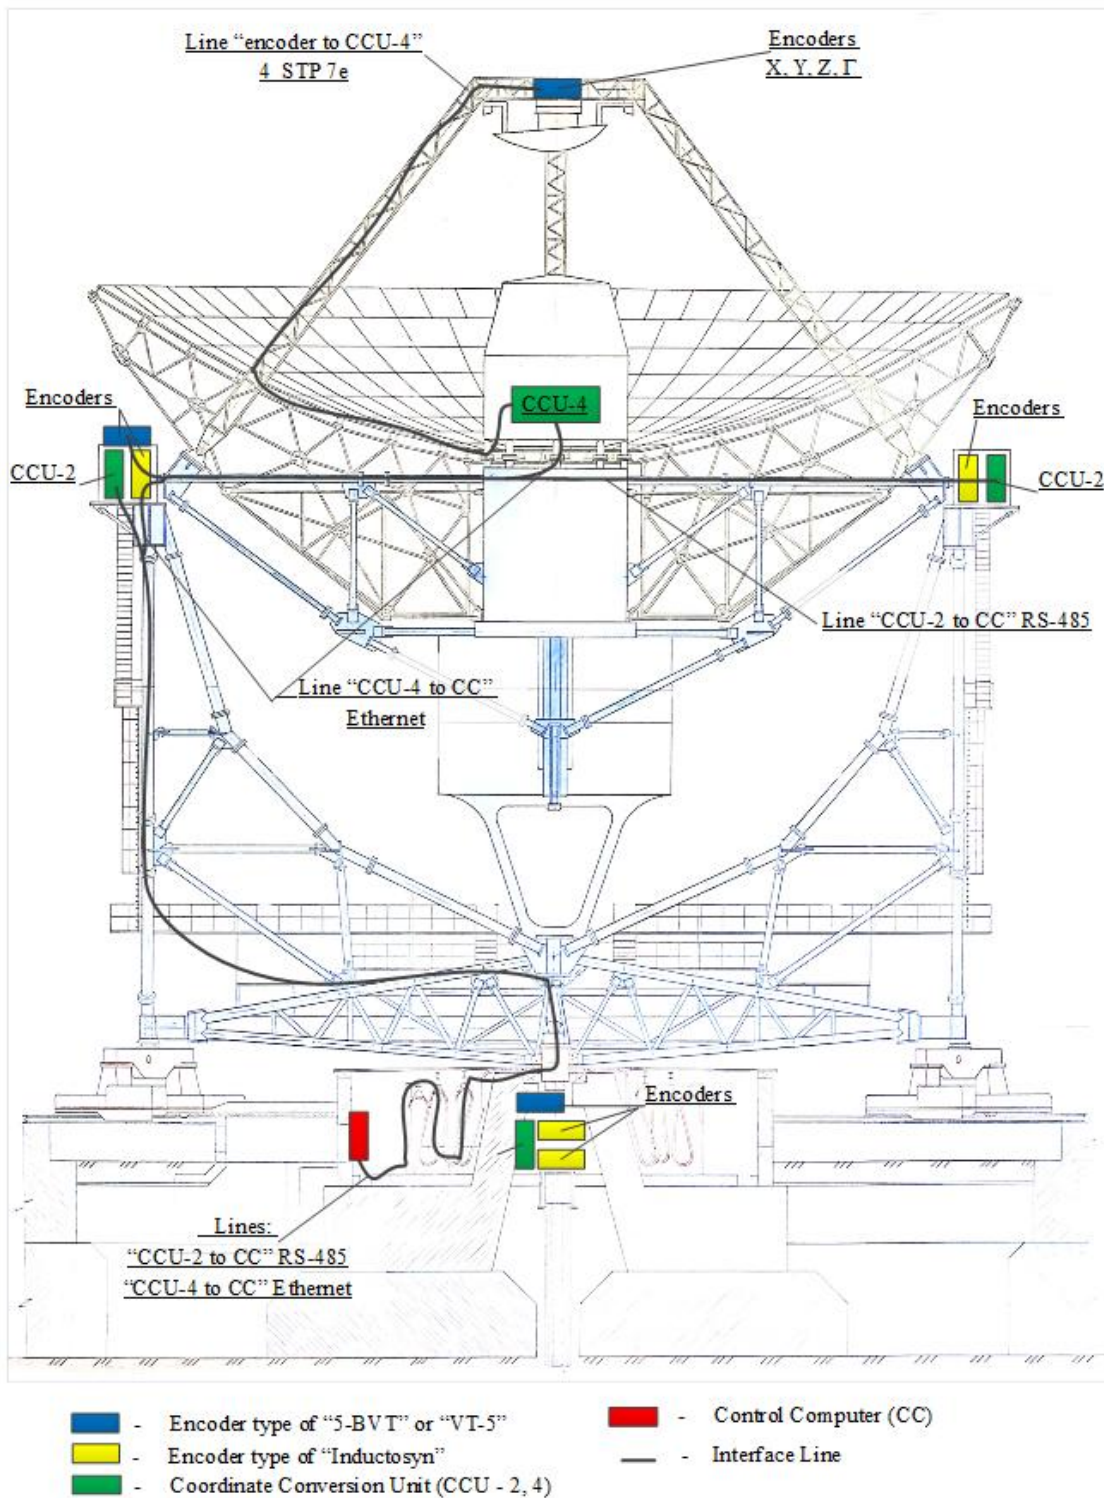 Line “encoder to CCU-4”
4 STP 7e
Encoders
X, Y, Z, Γ
Encoders
CCU-4
Encoders
CCU-2
CCU-2
Line “CCU-2 to CC” RS-485
Line “CCU-4 to CC”
Ethernet
Encoders
Lines:
“CCU-2 to CC” RS-485
“CCU-4 to CC” Ethernet
- Encoder type of “5-BVT” or “VT-5”
- Encoder type of “Inductosyn”
- Coordinate Conversion Unit (CCU - 2, 4)
- Control Computer (CC)
- Interface Line